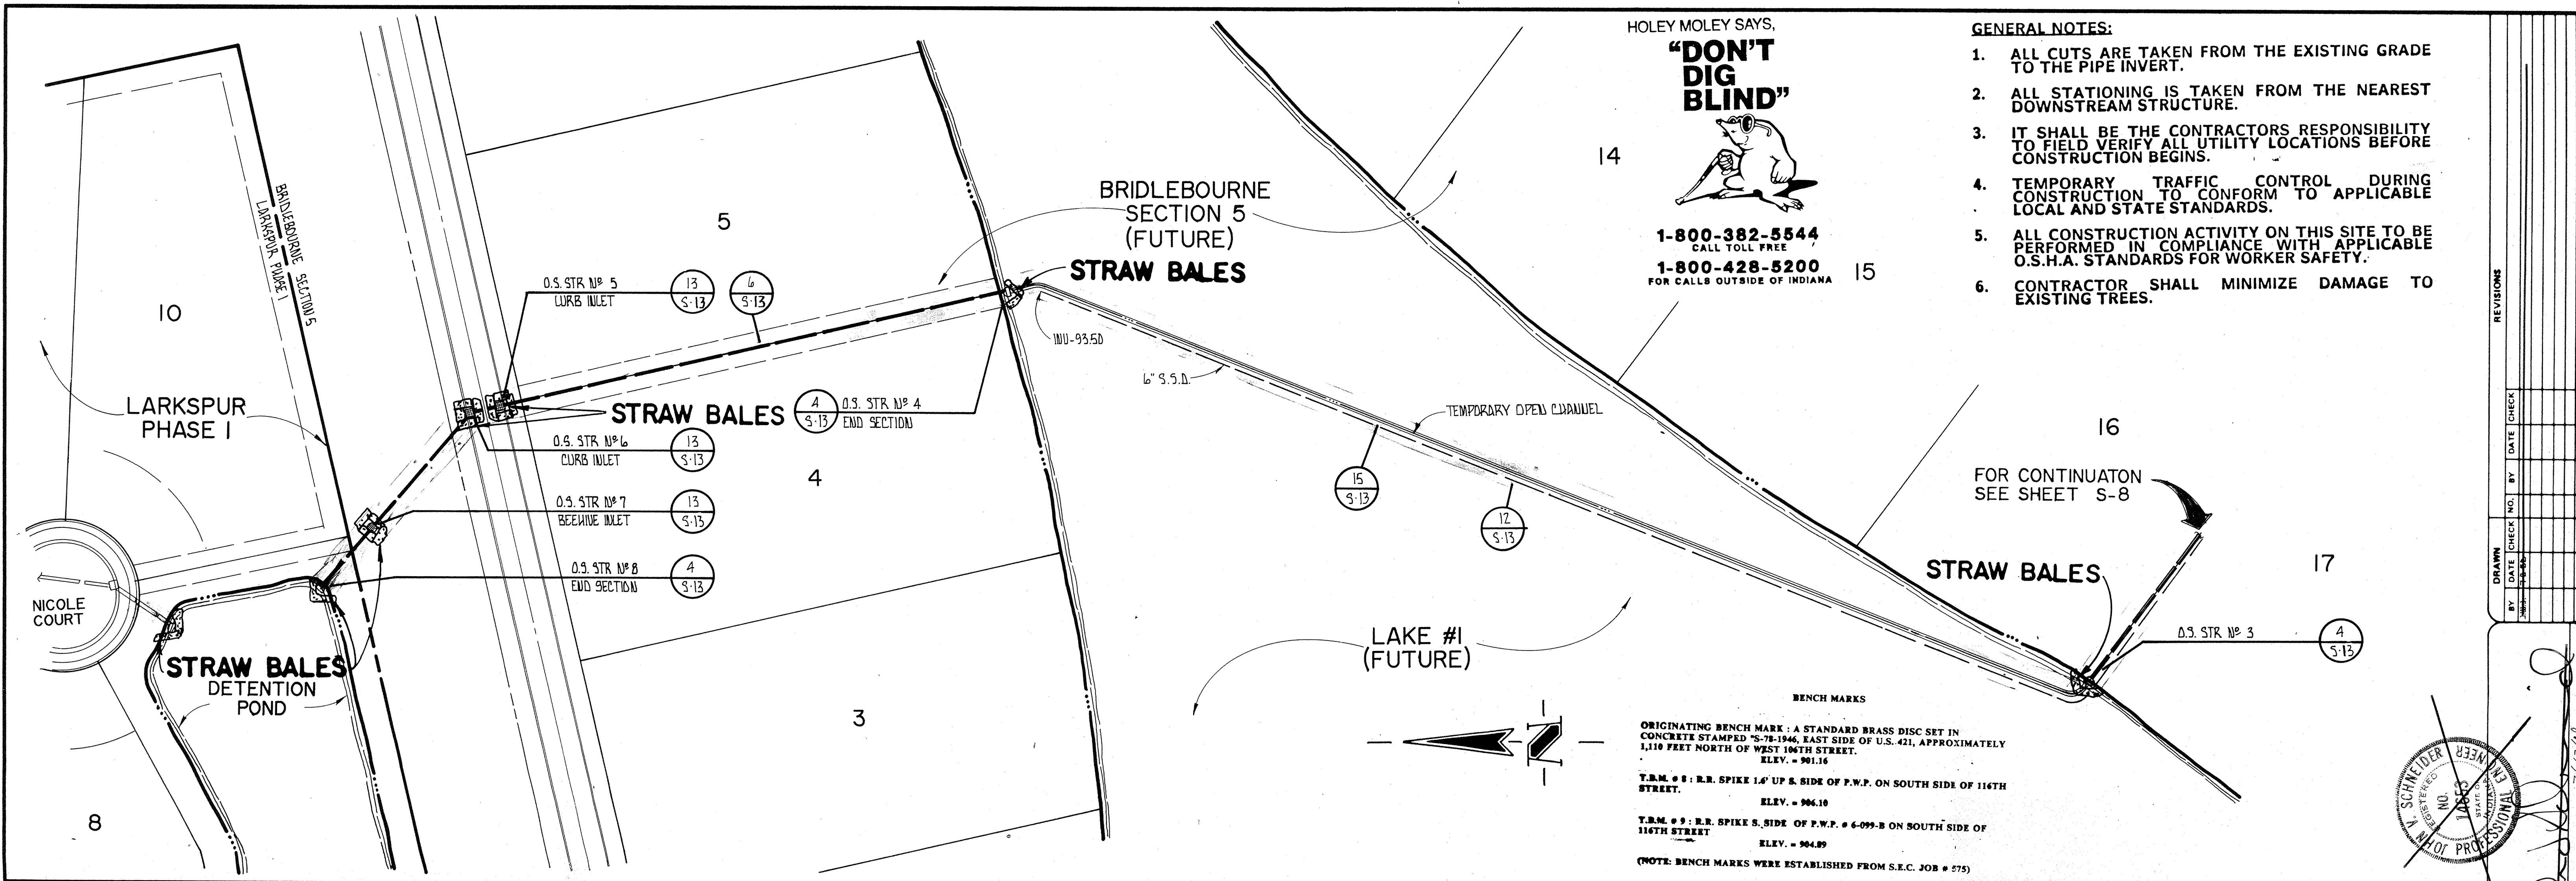 HOLEY MOLEY SAYS,
"DON'T
DIG
BLIND"
1-800-382-5544
CALL TOLL FREE
1-800-428-5200
FOR CALLS OUTSIDE OF INDIANA
GENERAL NOTES:
1. ALL CUTS ARE TAKEN FROM THE EXISTING GRADE
TO THE PIPE INVERT.
2. ALL STATIONING IS TAKEN FROM THE NEAREST
DOWNSTREAM STRUCTURE.
3. IT SHALL BE THE CONTRACTORS RESPONSIBILITY
TO FIELD VERIFY ALL UTILITY LOCATIONS BEFORE
CONSTRUCTION BEGINS.
4. TEMPORARY TRAFFIC CONTROL DURING
CONSTRUCTION TO CONFORM TO APPLICABLE
LOCAL AND STATE STANDARDS.
5. ALL CONSTRUCTION ACTIVITY ON THIS SITE TO BE
PERFORMED IN COMPLIANCE WITH APPLICABLE
O.S.H.A. STANDARDS FOR WORKER SAFETY.
6. CONTRACTOR SHALL MINIMIZE DAMAGE TO
EXISTING TREES.
BRIDLEBOURNE SECTION 5
LARKSPUR PHASE I
10
LARKSPUR
PHASE I
NICOLE
COURT
8
STRAW BALES
DETENTION
POND
5
O.S. STR Nº 5
CURB INLET
13
S-13
6
S-13
BRIDLEBOURNE
SECTION 5
(FUTURE)
STRAW BALES
INV-93.50
6" S.S.D.
STRAW BALES
4
S-13
O.S. STR Nº 4
END SECTION
O.S. STR Nº 6
CURB INLET
13
S-13
O.S. STR Nº 7
BEEHIVE INLET
13
S-13
O.S. STR Nº 8
END SECTION
4
S-13
4
3
14
15
16
17
TEMPORARY OPEN CHANNEL
15
S-13
12
S-13
FOR CONTINUATON
SEE SHEET S-8
STRAW BALES
O.S. STR Nº 3
4
S-13
LAKE #1
(FUTURE)
BENCH MARKS
ORIGINATING BENCH MARK : A STANDARD BRASS DISC SET IN
CONCRETE STAMPED "S-78-1946, EAST SIDE OF U.S. 421, APPROXIMATELY
1,110 FEET NORTH OF WEST 106TH STREET.
ELEV. = 901.16
T.B.M. # 8 : R.R. SPIKE 1.6' UP S. SIDE OF P.W.P. ON SOUTH SIDE OF 116TH
STREET.
ELEV. = 906.10
T.B.M. # 9 : R.R. SPIKE S. SIDE OF P.W.P. # 6-099-B ON SOUTH SIDE OF
116TH STREET
ELEV. = 904.89
(NOTE: BENCH MARKS WERE ESTABLISHED FROM S.E.C. JOB # 575)
REVISIONS
DRAWN
BY DATE CHECK NO. BY DATE CHECK
JOHN V. SCHNEIDER
REGISTERED
NO.
STATE OF
INDIANA
PROFESSIONAL ENGINEER